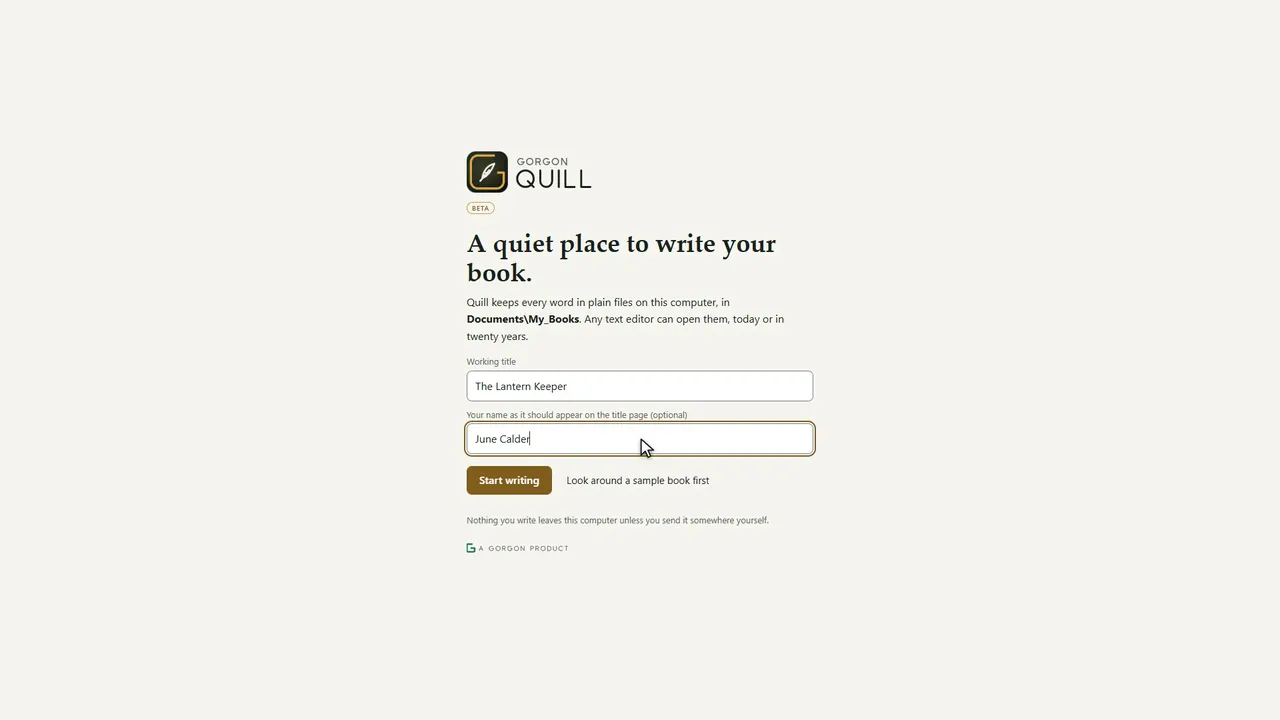 GORGON
QUILL
BETA
A quiet place to write your
book.
Quill keeps every word in plain files on this computer, in
Documents\My_Books. Any text editor can open them, today or in
twenty years.
Working title
The Lantern Keeper
Your name as it should appear on the title page (optional)
June Calder
Start writing
Look around a sample book first
Nothing you write leaves this computer unless you send it somewhere yourself.
A GORGON PRODUCT